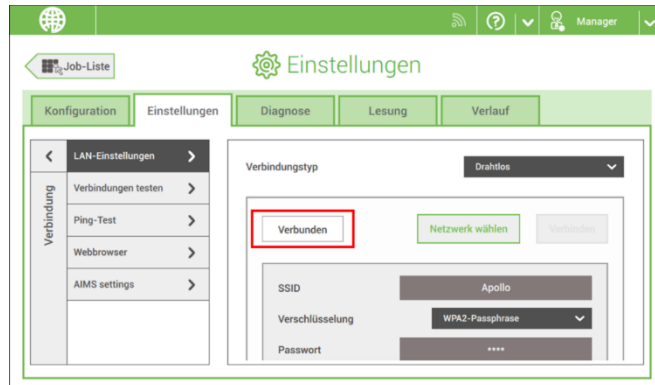 Manager
Job-Liste
Einstellungen
Konfiguration
Einstellungen
Diagnose
Lesung
Verlauf
Verbindung
LAN-Einstellungen
Verbindungen testen
Ping-Test
Webbrowser
AIMS settings
Verbindungstyp
Drahtlos
Verbunden
Netzwerk wählen
Verbinden
SSID
Apollo
Verschlüsselung
WPA2-Passphrase
Passwort
****